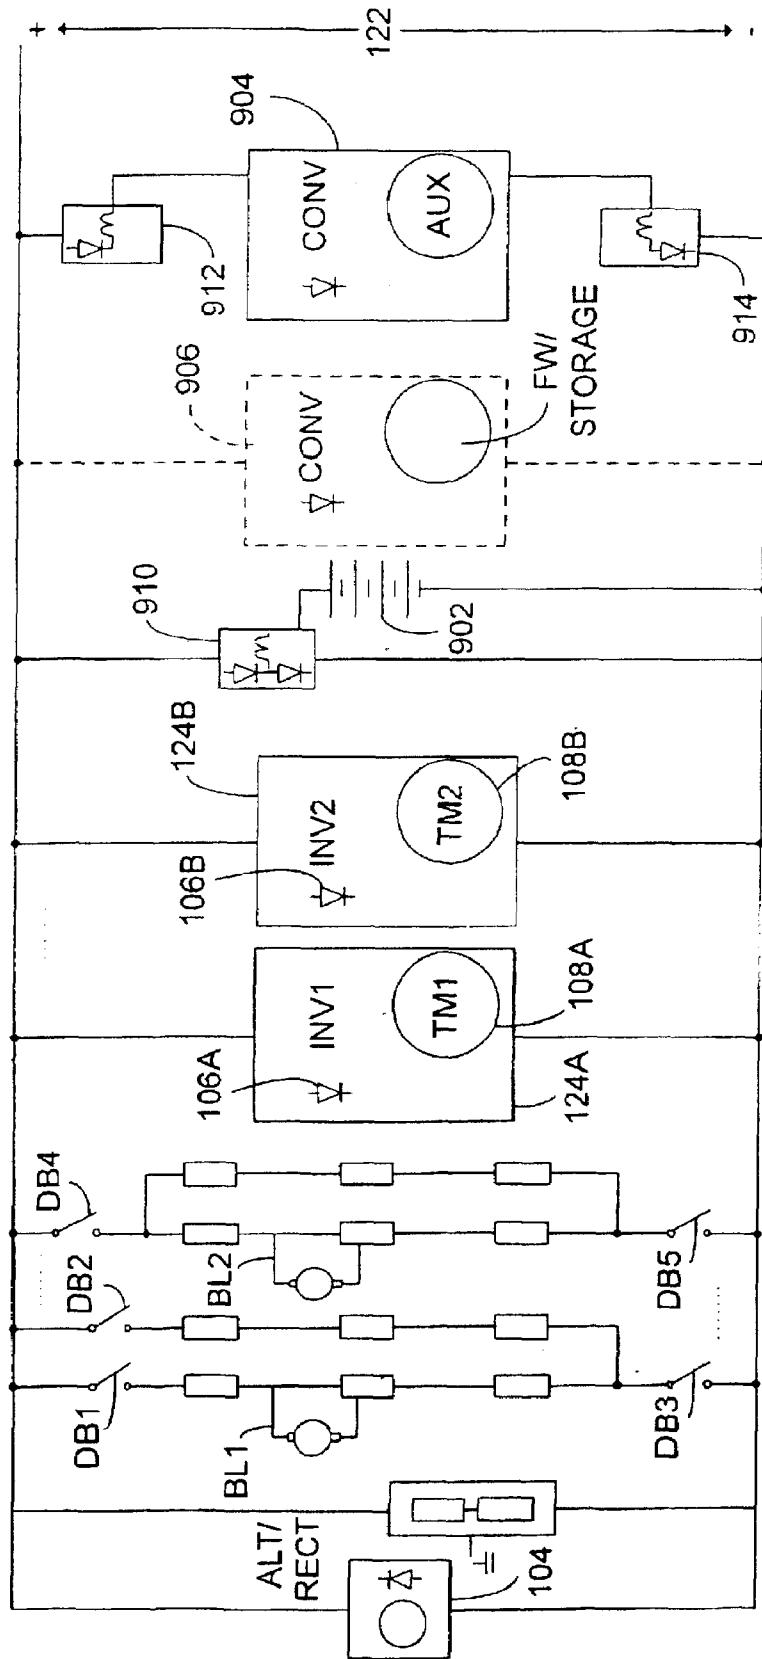 ALT/
RECT
104
DB1
DB2
DB4
BL1
BL2
DB3
DB5
106A
INV1
TM1
108A
124A
106B
INV2
124B
TM2
108B
910
902
906
CONV
FW/
STORAGE
912
904
CONV
AUX
914
+
122
-